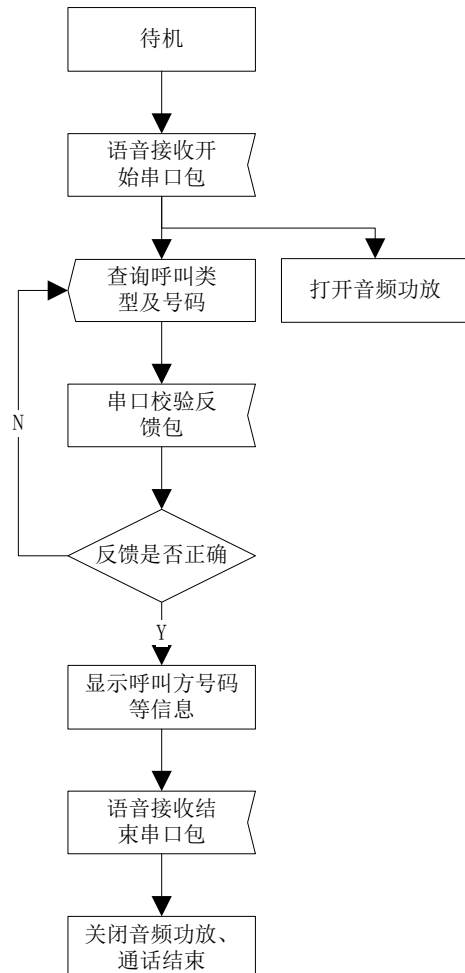 待机
语音接收开
始串口包
查询呼叫类
型及号码
打开音频功放
串口校验反
馈包
N
反馈是否正确
Y
显示呼叫方号码
等信息
语音接收结
束串口包
关闭音频功放、
通话结束